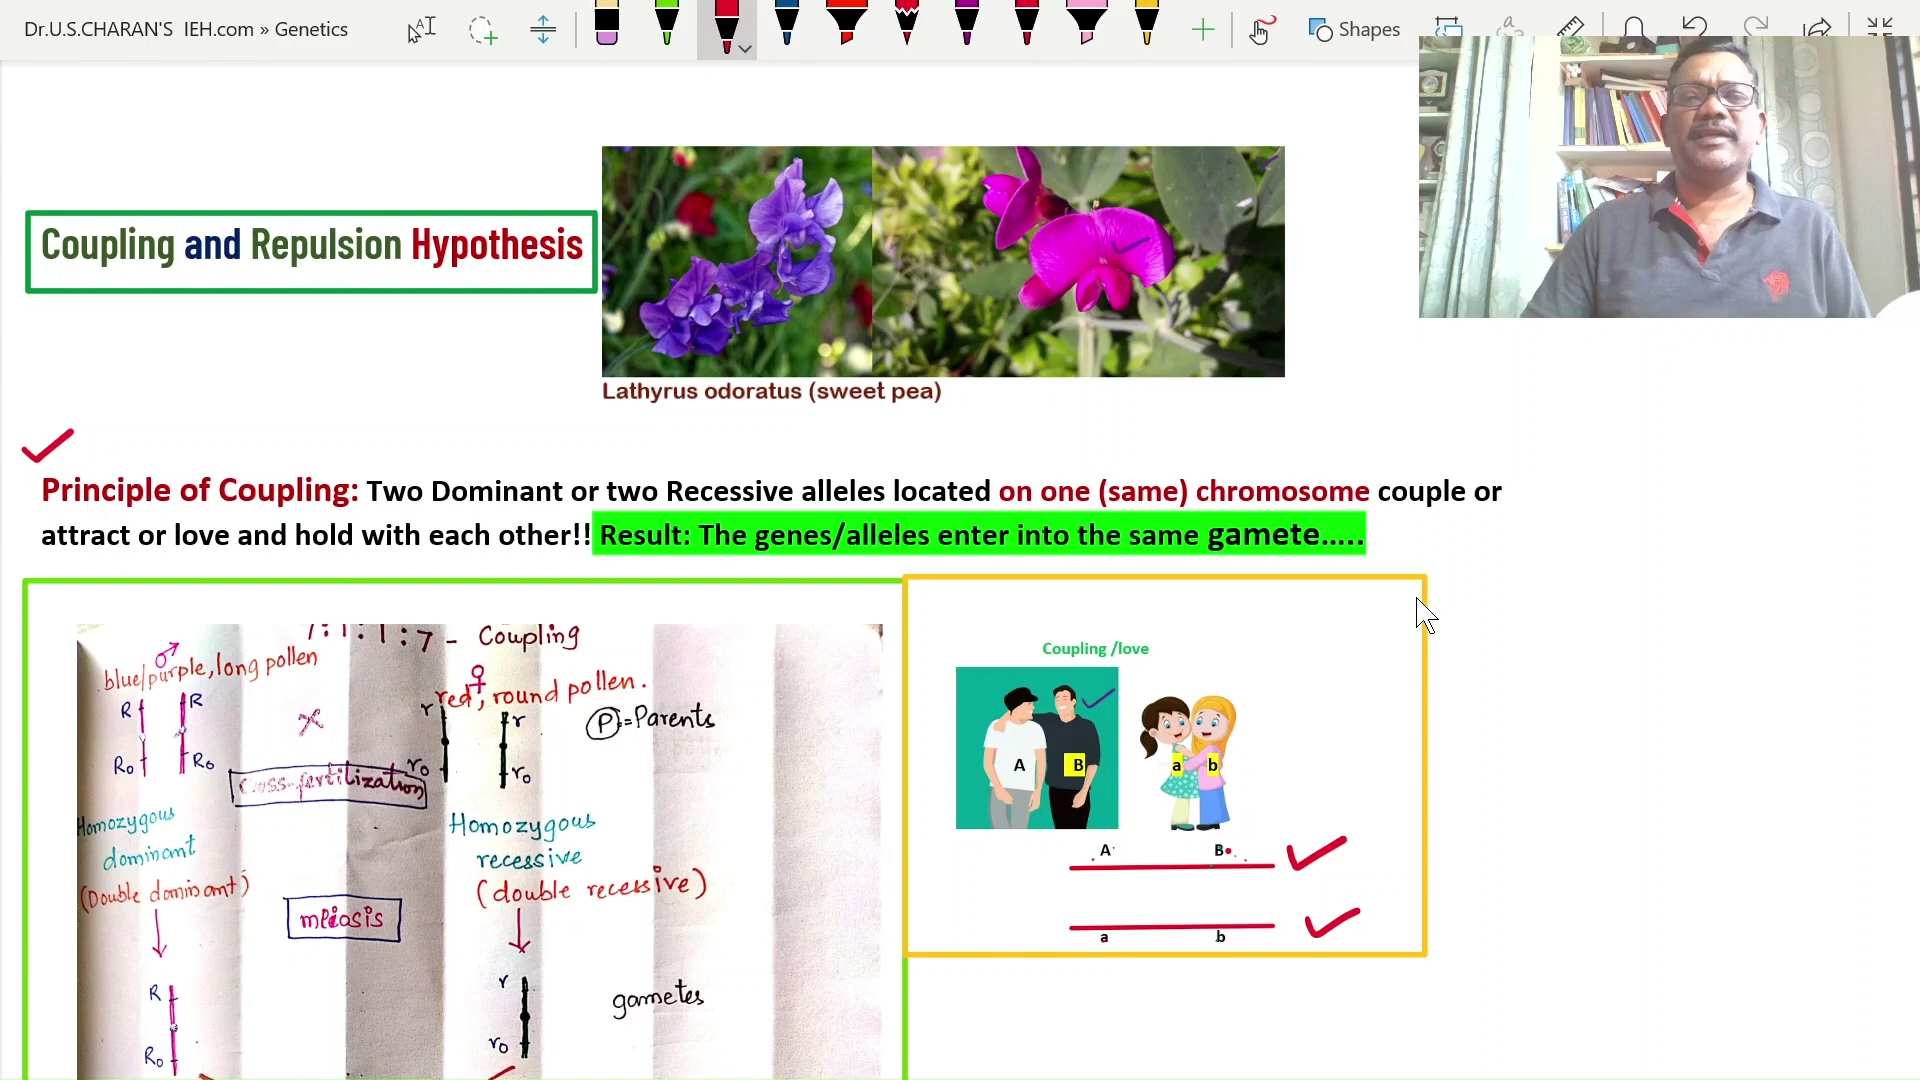 Dr.U.S.CHARAN'S IEH.com » Genetics
Shapes
Coupling and Repulsion Hypothesis
Lathyrus odoratus (sweet pea)
Principle of Coupling: Two Dominant or two Recessive alleles located on one (same) chromosome couple or
attract or love and hold with each other!! Result: The genes/alleles enter into the same gamete.....
7:1:1:7 - Coupling
♂
blue/purple, long pollen
♀
red, round pollen.
R R
r r
P = Parents
Ro Ro
ro ro
cross-fertilization
Homozygous
dominant
(Double dominant)
Homozygous
recessive
(double recessive)
meiosis
R
r
gametes
Ro
ro
Coupling /love
A B
a b
A B
a b